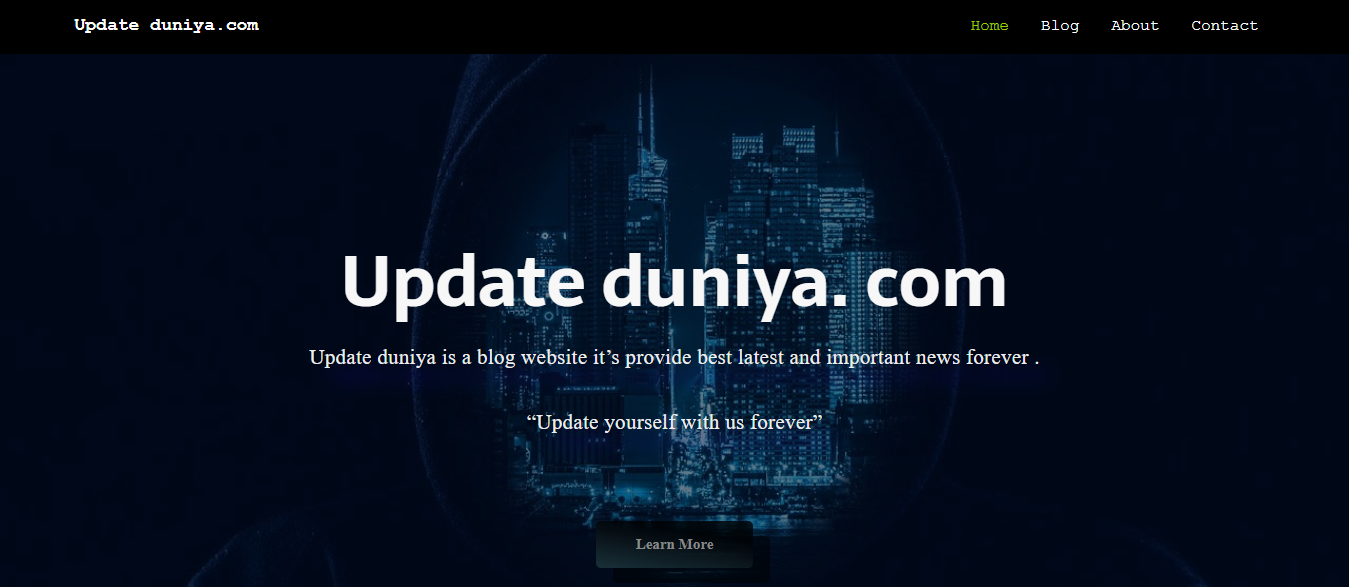 Update duniya.com
Home Blog About Contact
Update duniya. com
Update duniya is a blog website it’s provide best latest and important news forever .
“Update yourself with us forever”
Learn More